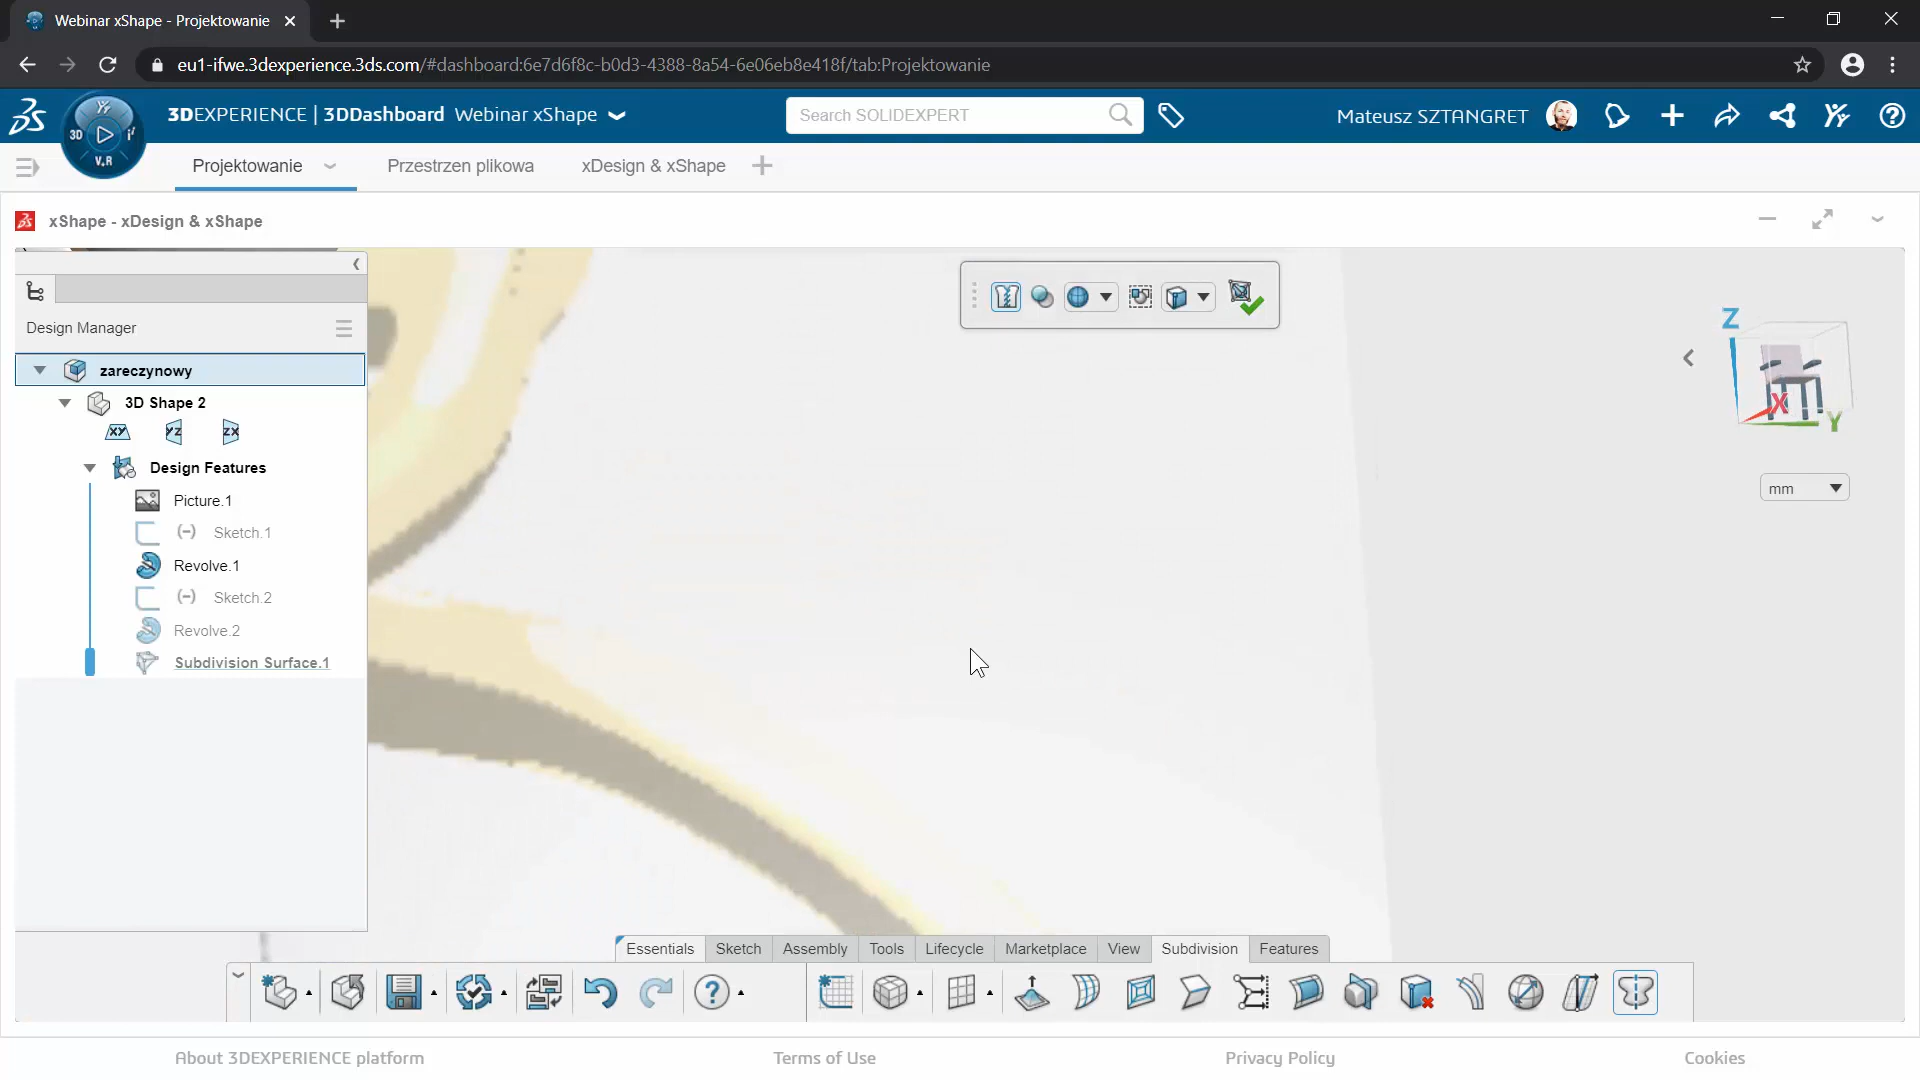 Webinar xShape - Projektowanie
eu1-ifwe.3dexperience.3ds.com/#dashboard:6e7d6f8c-b0d3-4388-8a54-6e06eb8e418f/tab:Projektowanie
3D
V.R
3DEXPERIENCE | 3DDashboard Webinar xShape
Search SOLIDEXPERT
Mateusz SZTANGRET
Projektowanie
Przestrzen plikowa
xDesign & xShape
xShape - xDesign & xShape
Design Manager
zareczynowy
3D Shape 2
XY
YZ
ZX
Design Features
Picture.1
(-) Sketch.1
Revolve.1
(-) Sketch.2
Revolve.2
Subdivision Surface.1
Z
X
Y
mm
Essentials
Sketch
Assembly
Tools
Lifecycle
Marketplace
View
Subdivision
Features
About 3DEXPERIENCE platform
Terms of Use
Privacy Policy
Cookies